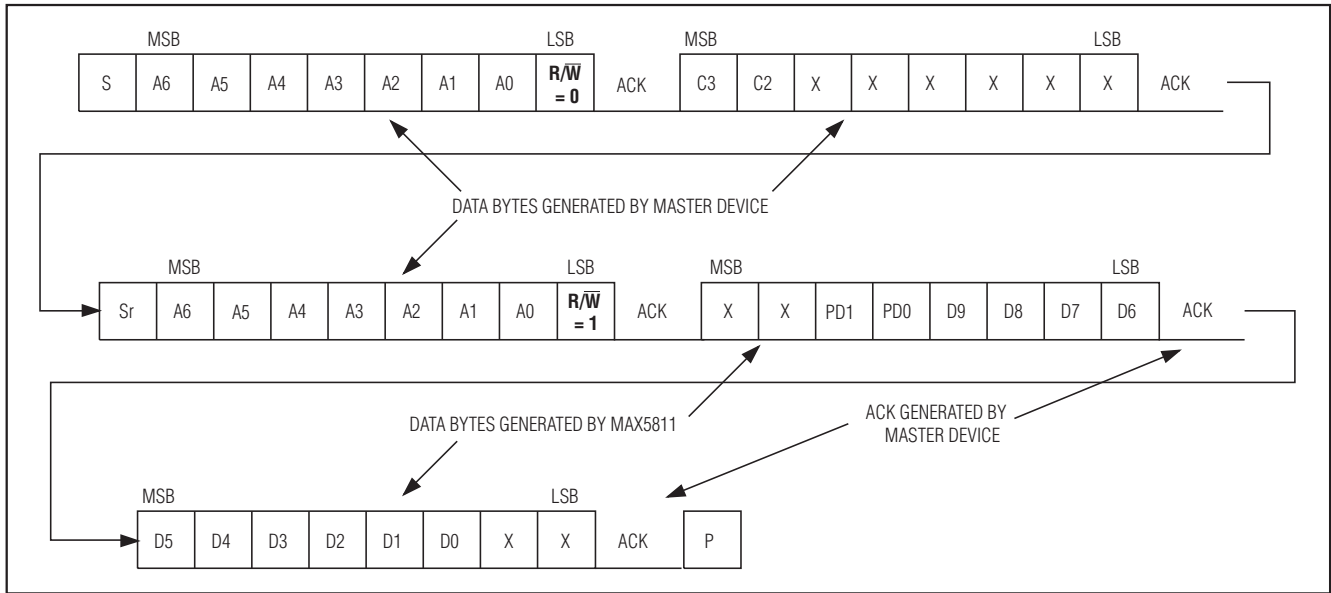 MSB LSB MSB LSB
S A6 A5 A4 A3 A2 A1 A0 R/W̅ = 0 ACK C3 C2 X X X X X X ACK
DATA BYTES GENERATED BY MASTER DEVICE
MSB LSB MSB LSB
Sr A6 A5 A4 A3 A2 A1 A0 R/W̅ = 1 ACK X X PD1 PD0 D9 D8 D7 D6 ACK
DATA BYTES GENERATED BY MAX5811
ACK GENERATED BY
MASTER DEVICE
MSB LSB
D5 D4 D3 D2 D1 D0 X X ACK P